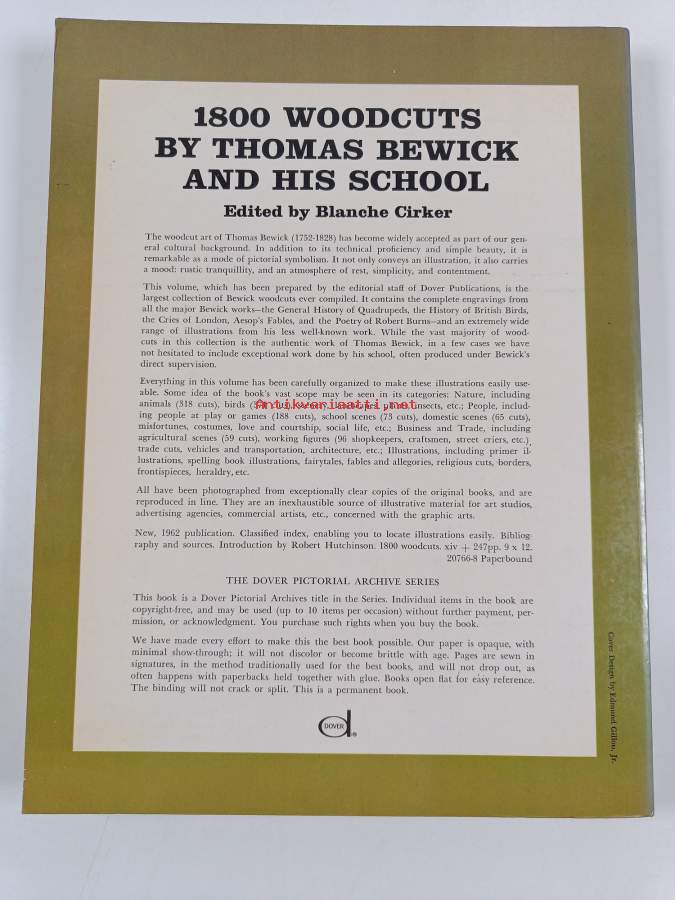 1800 WOODCUTS
BY THOMAS BEWICK
AND HIS SCHOOL
Edited by Blanche Cirker
The woodcut art of Thomas Bewick (1752-1828) has become widely accepted as part of our gen-
eral cultural background. In addition to its technical proficiency and simple beauty, it is
remarkable as a mode of pictorial symbolism. It not only conveys an illustration, it also carries
a mood: rustic tranquillity, and an atmosphere of rest, simplicity, and contentment.
This volume, which has been prepared by the editorial staff of Dover Publications, is the
largest collection of Bewick woodcuts ever compiled. It contains the complete engravings from
all the major Bewick works—the General History of Quadrupeds, the History of British Birds,
the Cries of London, Aesop's Fables, and the Poetry of Robert Burns—and an extremely wide
range of illustrations from his less well-known work. While the vast majority of wood-
cuts in this collection is the authentic work of Thomas Bewick, in a few cases we have
not hesitated to include exceptional work done by his school, often produced under Bewick's
direct supervision.
Everything in this volume has been carefully organized to make these illustrations easily use-
able. Some idea of the book's vast scope may be seen in its categories: Nature, including
animals (318 cuts), birds insects, etc.; People, includ-
Antikvariaatti.net
ing people at play or games (188 cuts), school scenes (73 cuts), domestic scenes (65 cuts),
misfortunes, costumes, love and courtship, social life, etc.; Business and Trade, including
agricultural scenes (59 cuts), working figures (96 shopkeepers, craftsmen, street criers, etc.),
trade cuts, vehicles and transportation, architecture, etc.; Illustrations, including primer il-
lustrations, spelling book illustrations, fairytales, fables and allegories, religious cuts, borders,
frontispieces, heraldry, etc.
All have been photographed from exceptionally clear copies of the original books, and are
reproduced in line. They are an inexhaustible source of illustrative material for art studios,
advertising agencies, commercial artists, etc., concerned with the graphic arts.
New, 1962 publication. Classified index, enabling you to locate illustrations easily. Bibliog-
raphy and sources. Introduction by Robert Hutchinson. 1800 woodcuts. xiv + 247pp. 9 x 12.
20766-8 Paperbound
THE DOVER PICTORIAL ARCHIVE SERIES
This book is a Dover Pictorial Archives title in the Series. Individual items in the book are
copyright-free, and may be used (up to 10 items per occasion) without further payment, per-
mission, or acknowledgment. You purchase such rights when you buy the book.
We have made every effort to make this the best book possible. Our paper is opaque, with
minimal show-through; it will not discolor or become brittle with age. Pages are sewn in
signatures, in the method traditionally used for the best books, and will not drop out, as
often happens with paperbacks held together with glue. Books open flat for easy reference.
The binding will not crack or split. This is a permanent book.
DOVER
®
Cover Design by Edmund Gillon, Jr.